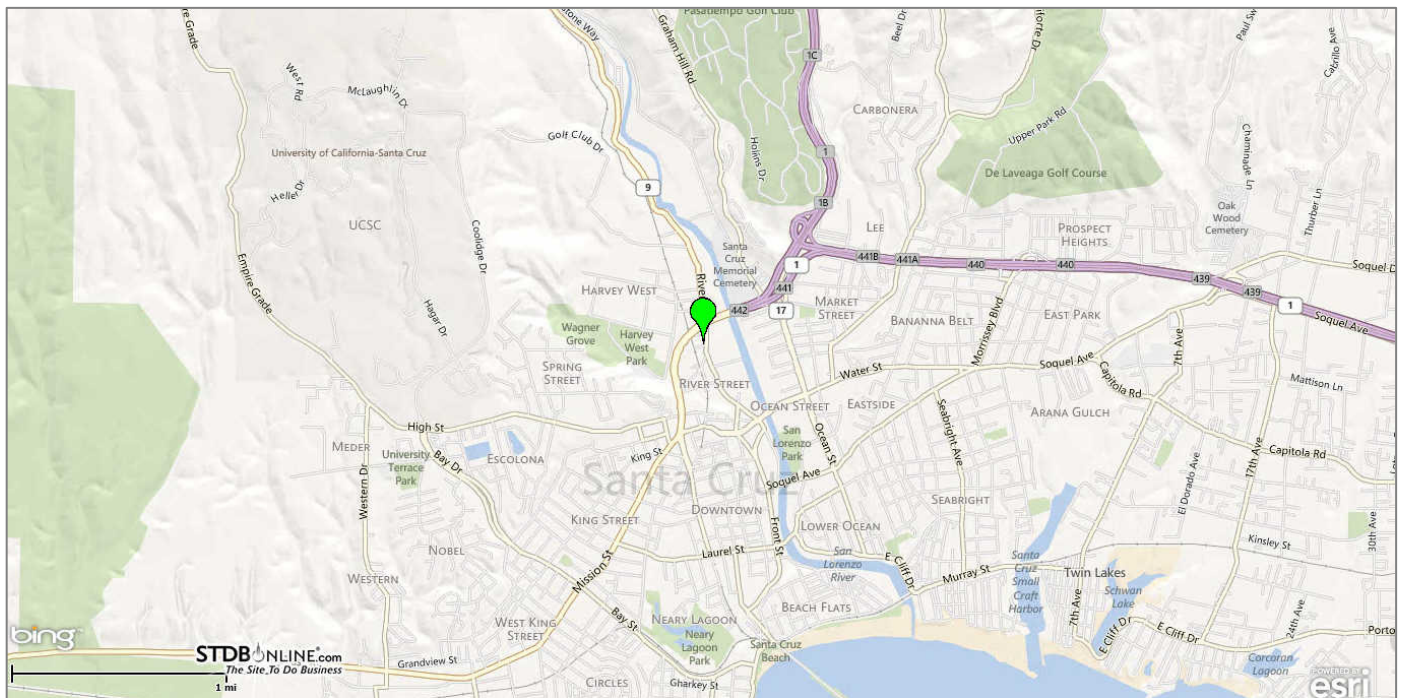 Pasatiempo Golf Club
Graham Hill Rd
Beel Dr
Cabrillo Ave
1C
West Rd
McLaughlin Dr
CARBONERA
Upper Park Rd
Golf Club Dr
Hollins Dr
1
Chaminade Ln
University of California-Santa Cruz
De Laveaga Golf Course
9
Heller Dr
1B
Oak
Wood
Cemetery
Thurber Ln
UCSC
Coolidge Dr
LEE
PROSPECT
HEIGHTS
Santa
Cruz
Memorial
Cemetery
441B
441A
440
440
1
439
Soquel D
Empire Grade
HARVEY WEST
441
439
442
17
MARKET
STREET
1
Hagar Dr
Wagner
Grove
Harvey
West
Park
BANANNA BELT
Morrissey Blvd
EAST PARK
Soquel Ave
7th Ave
SPRING
STREET
Water St
Soquel Ave
RIVER STREET
Capitola Rd
Mattison Ln
OCEAN STREET
EASTSIDE
Seabright Ave
ARANA GULCH
High St
San
Lorenzo
Park
Ocean St
MEDER
University
Terrace
Park
Bay Dr
ESCOLONA
King St
17th Ave
Capitola Rd
Western Dr
Santa Cruz
Soquel Ave
El Dorado Ave
SEABRIGHT
KING STREET
DOWNTOWN
Front St
LOWER OCEAN
30th Ave
NOBEL
Laurel St
San
Lorenzo
River
E Cliff Dr
Santa
Cruz
Small
Craft
Harbor
Kinsley St
Mission St
Murray St
Twin Lakes
WESTERN
Schwan
Lake
BEACH FLATS
7th Ave
24th Ave
WEST KING
STREET
Bay St
NEARY LAGOON
Neary
Lagoon
Park
E Cliff Dr
E Cliff Dr
Porto
bing
Santa Cruz
Beach
STDBONLINE.com
The Site To Do Business
Grandview St
Corcoran
Lagoon
1 mi
CIRCLES
Gharkey St
POWERED BY
esri